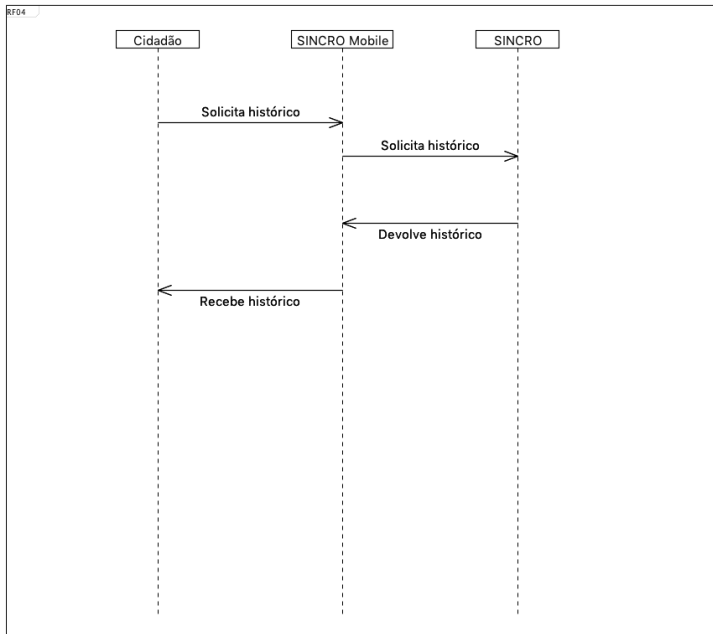 RF04
Cidadão
SINCRO Mobile
SINCRO
Solicita histórico
Solicita histórico
Devolve histórico
Recebe histórico